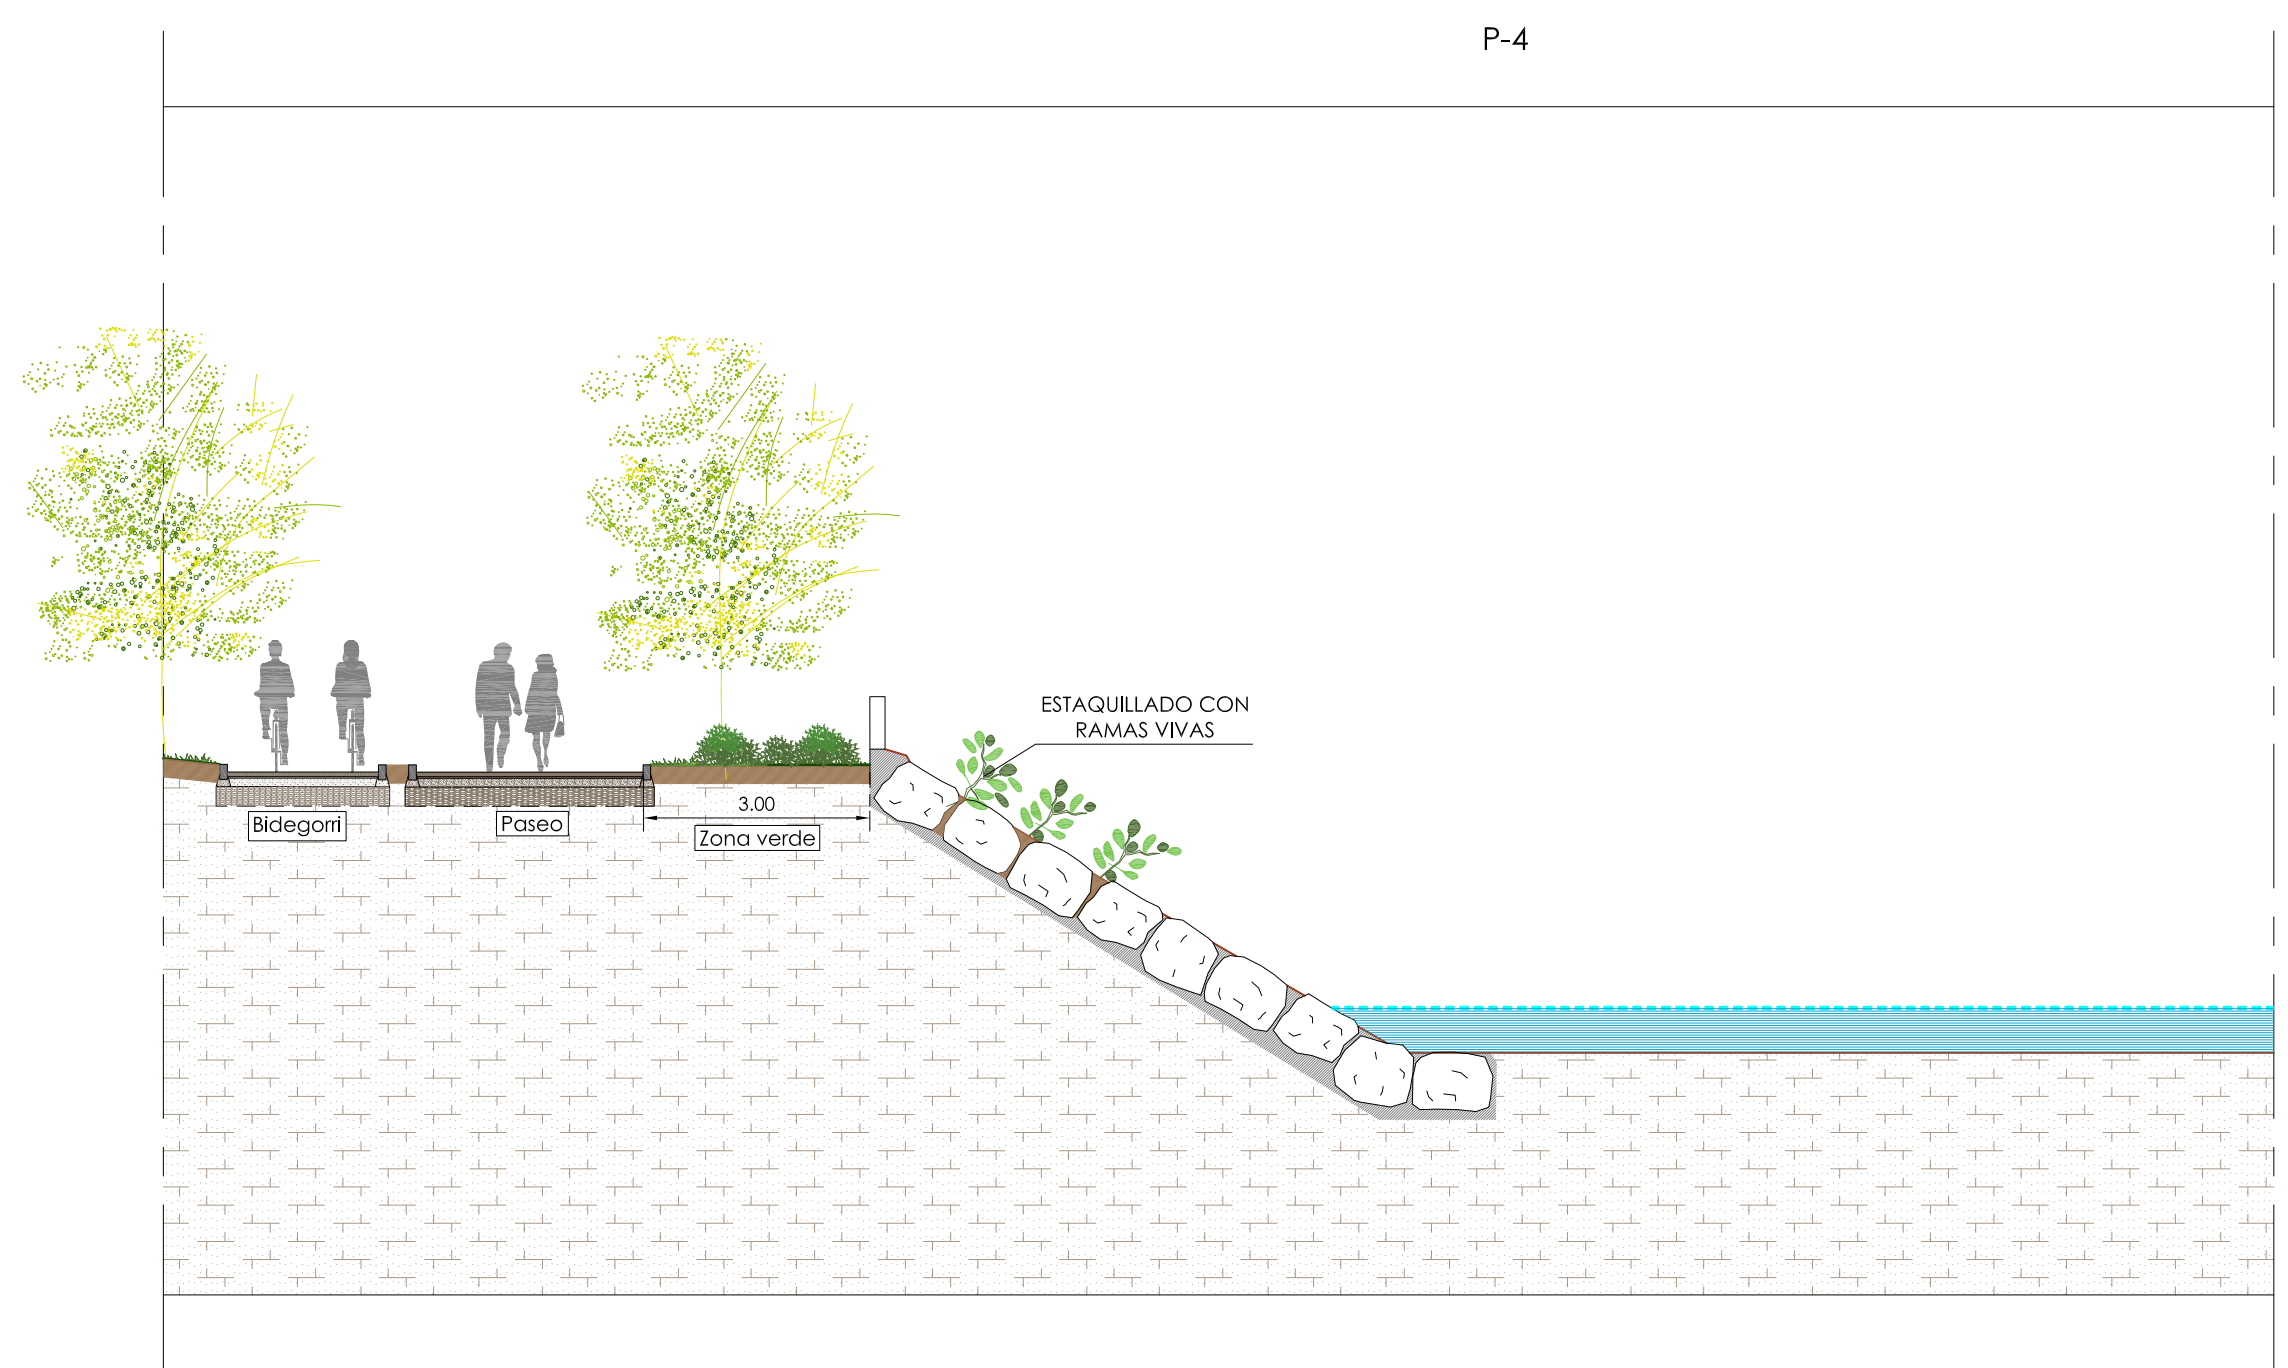 P-4
ESTAQUILLADO CON
RAMAS VIVAS
3.00
Bidegorri
Paseo
Zona verde